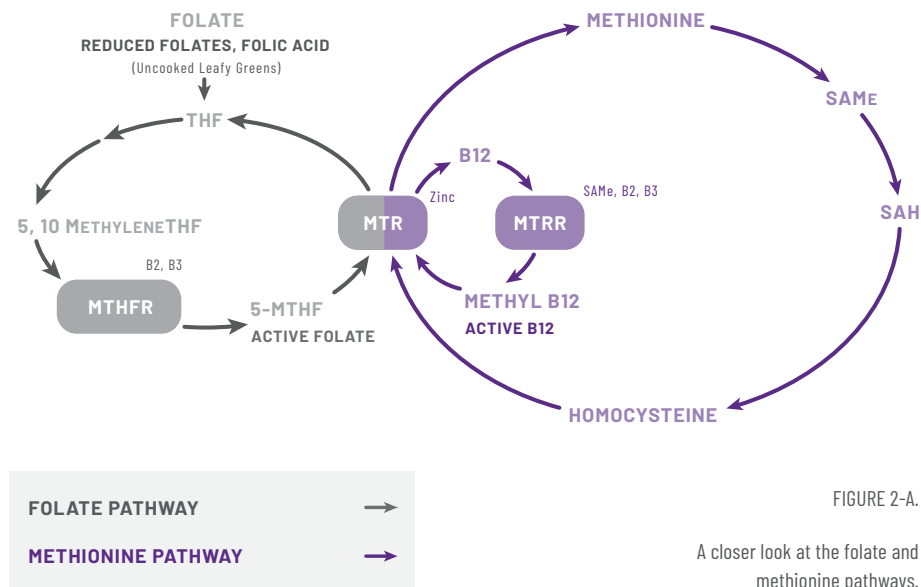 FOLATE
REDUCED FOLATES, FOLIC ACID
(Uncooked Leafy Greens)
THF
5, 10 METHYLENETHF
B2, B3
MTHFR
5-MTHF
ACTIVE FOLATE
MTR
Zinc
B12
MTRR
SAMe, B2, B3
METHYL B12
ACTIVE B12
METHIONINE
SAME
SAH
HOMOCYSTEINE
FOLATE PATHWAY
METHIONINE PATHWAY
FIGURE 2-A.
A closer look at the folate and
methionine pathways.